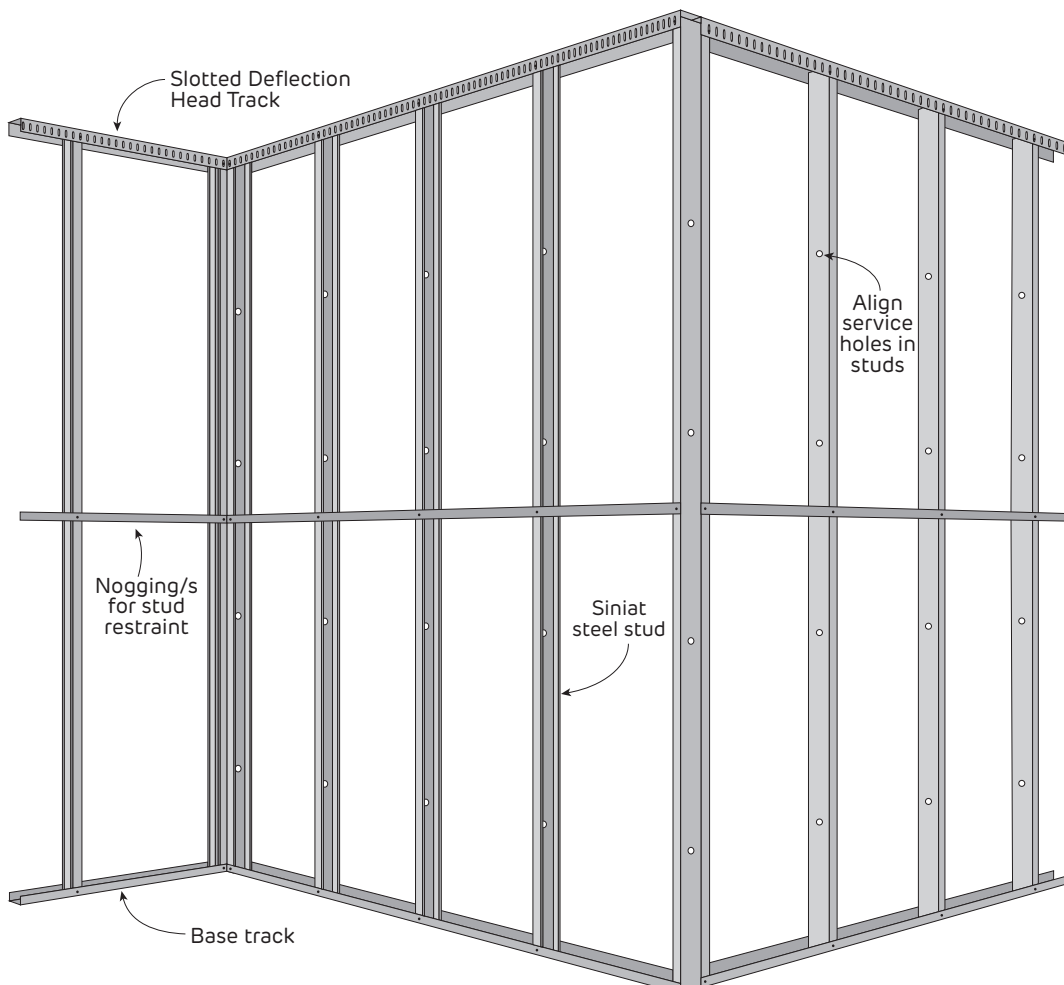 Slotted Deflection
Head Track
Align
service
holes in
studs
Nogging/s
for stud
restraint
Siniat
steel stud
Base track